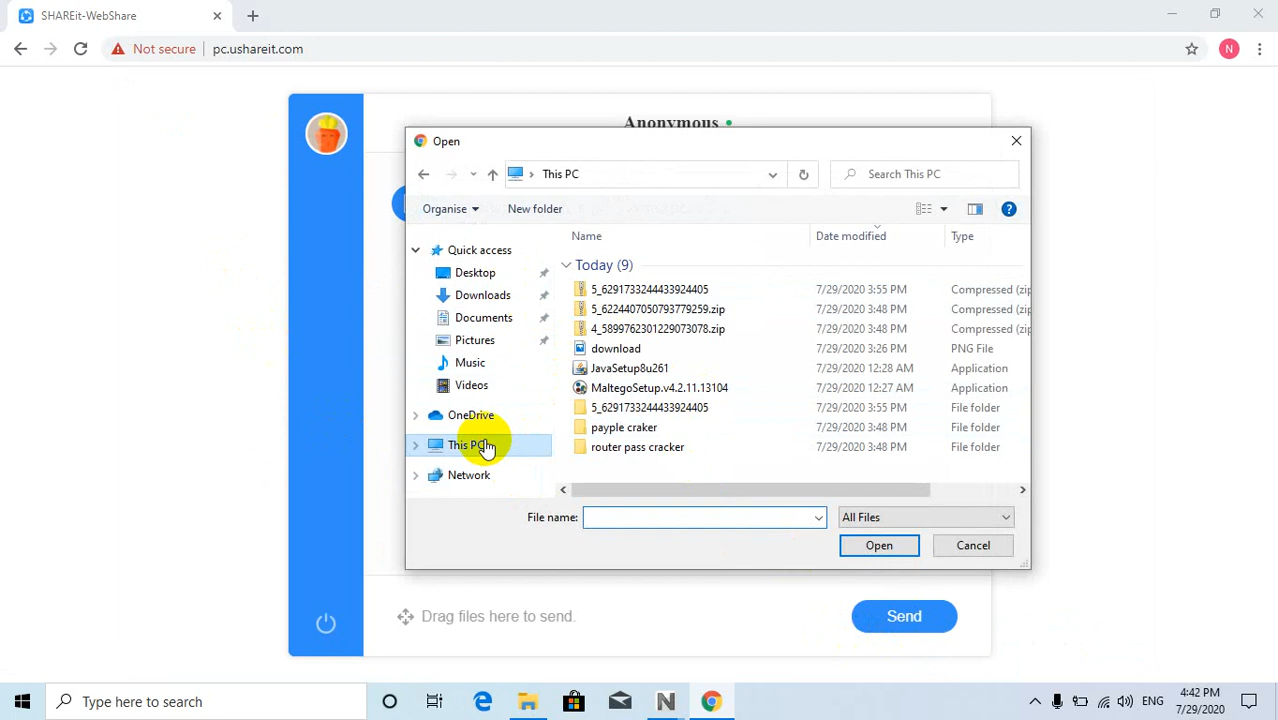 SHAREit-WebShare
Not secure pc.ushareit.com N
Anonymous
Open
This PC Search This PC
Organise New folder
Name Date modified Type
Quick access
Desktop
Downloads
Documents
Pictures
Music
Videos
OneDrive
This PC
Network
Today (9)
5_6291733244433924405 7/29/2020 3:55 PM Compressed (zip
5_6224407050793779259.zip 7/29/2020 3:48 PM Compressed (zip
4_5899762301229073078.zip 7/29/2020 3:48 PM Compressed (zip
download 7/29/2020 3:26 PM PNG File
JavaSetup8u261 7/29/2020 12:28 AM Application
MaltegoSetup.v4.2.11.13104 7/29/2020 12:27 AM Application
5_6291733244433924405 7/29/2020 3:55 PM File folder
payple craker 7/29/2020 3:48 PM File folder
router pass cracker 7/29/2020 3:48 PM File folder
File name: All Files
Open Cancel
Drag files here to send. Send
Type here to search ENG 4:42 PM
7/29/2020